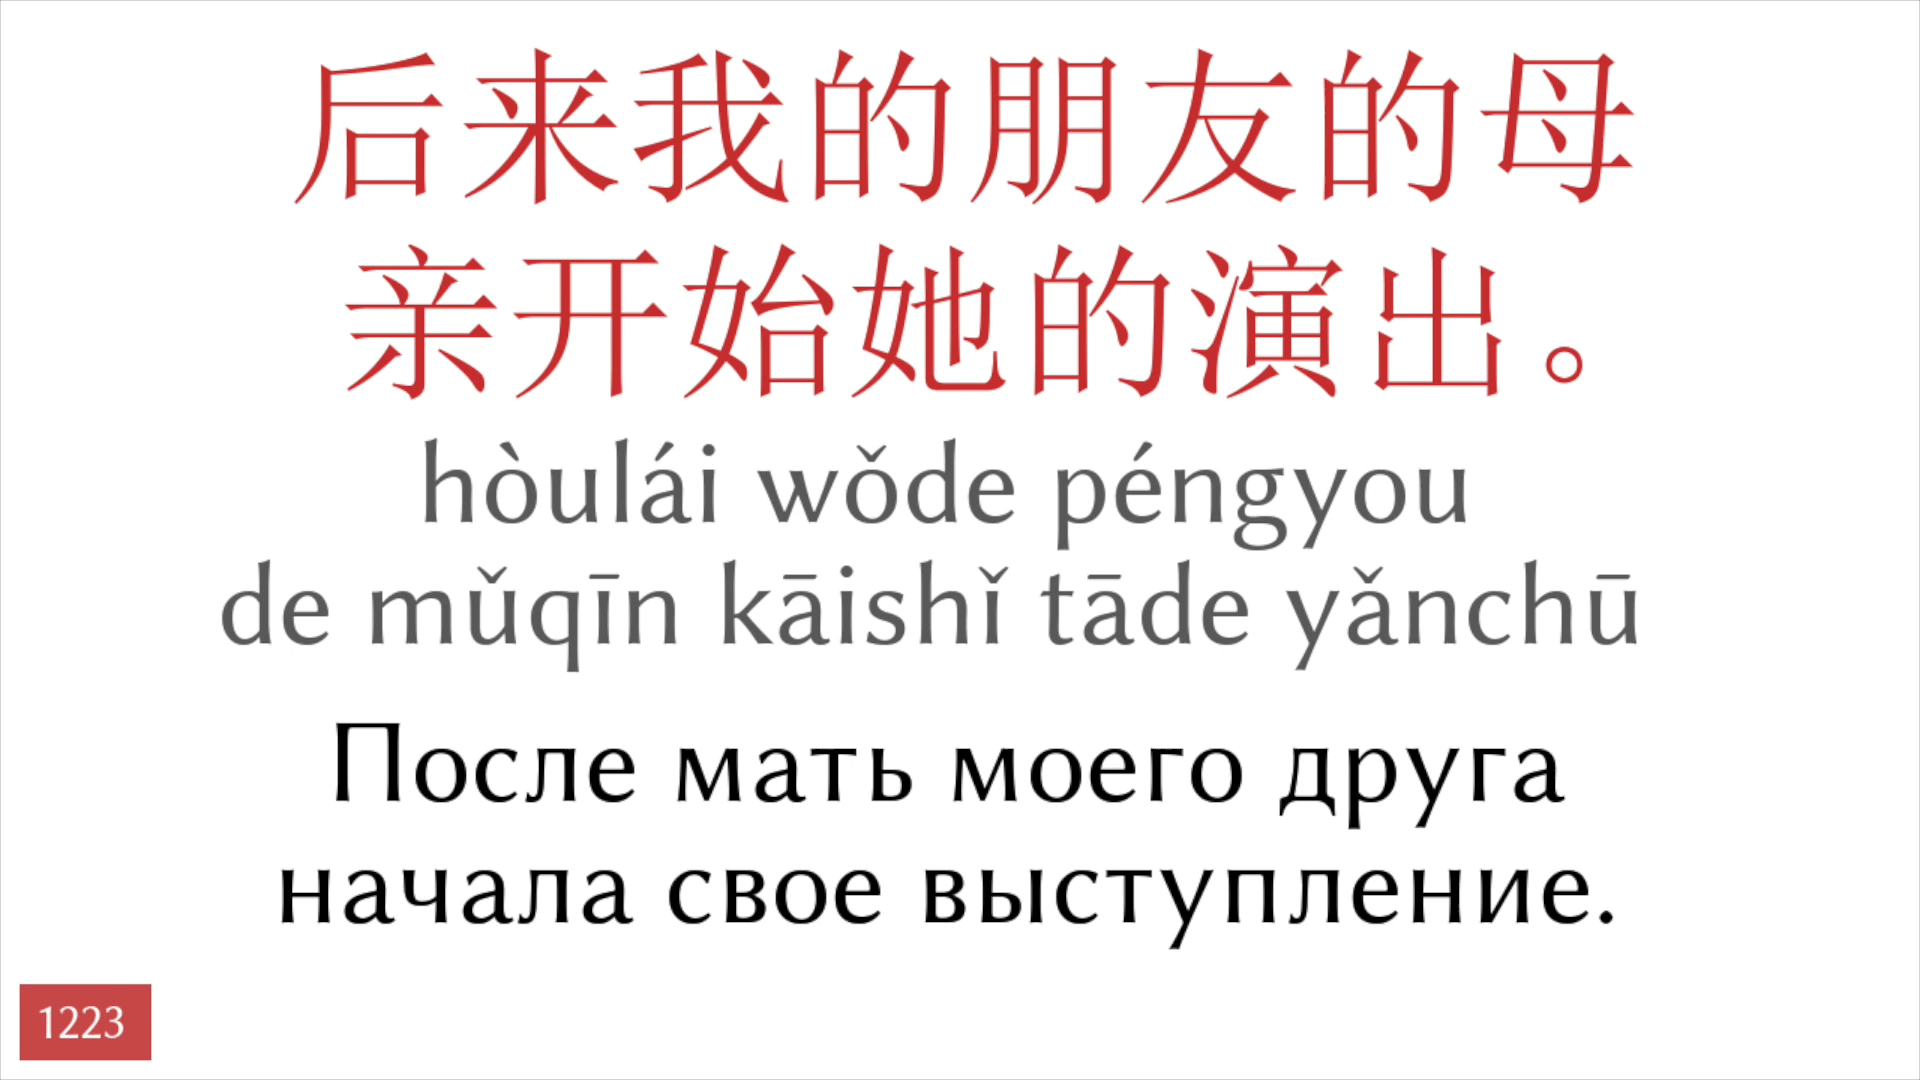 后来我的朋友的母
亲开始她的演出。
hòulái wǒde péngyou
de mǔqīn kāishǐ tāde yǎnchū
После мать моего друга
начала свое выступление.
1223